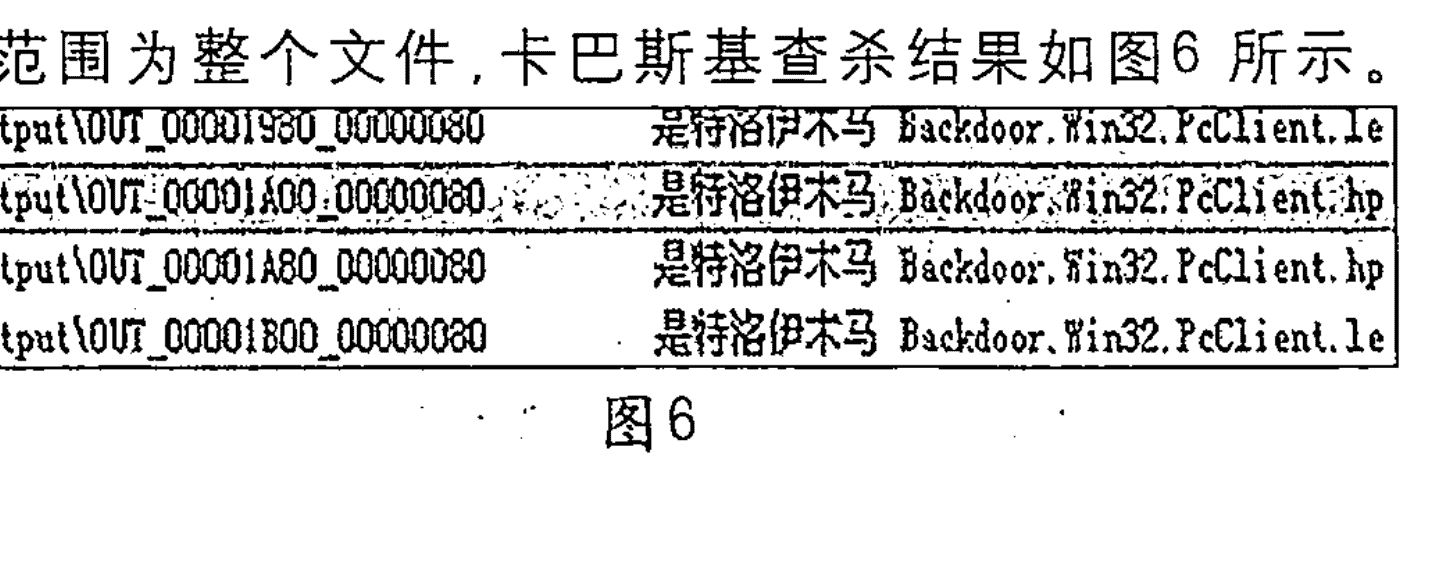 范围为整个文件,卡巴斯基查杀结果如图6 所示。
tput\OUT_00001980_00000080 是特洛伊木马 Backdoor.Win32.PcClient.le
tput\OUT_00001A00_00000080 是特洛伊木马 Backdoor.Win32.PcClient.hp
tput\OUT_00001A80_00000080 是特洛伊木马 Backdoor.Win32.PcClient.hp
tput\OUT_00001B00_00000080 是特洛伊木马 Backdoor.Win32.PcClient.le
图6